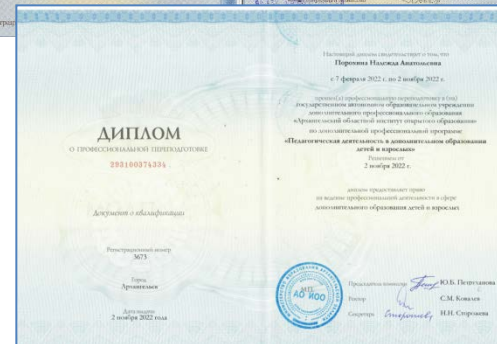 ДИПЛОМ
О ПРОФЕССИОНАЛЬНОЙ ПЕРЕПОДГОТОВКЕ
293100374334
Документ о квалификации
Регистрационный номер
3673
Город
Архангельск
Дата выдачи
2 ноября 2022 года
Настоящий диплом свидетельствует о том, что
Надежда Анатольевна
с 7 февраля 2022 г. по 2 ноября 2022 г.
прошел(а) профессиональную переподготовку в (на)
государственном автономном образовательном учреждении
дополнительного профессионального образования
«Архангельский областной институт открытого образования»
по дополнительной профессиональной программе
«Педагогическая деятельность в дополнительном образовании
детей и взрослых»
Решением от
2 ноября 2022 г.
диплом предоставляет право
на ведение профессиональной деятельности в сфере
дополнительного образования детей и взрослых
АО ИОО
Председатель комиссии Ю.Б.
Ректор С.М. Ковалев
Секретарь Н.Н.